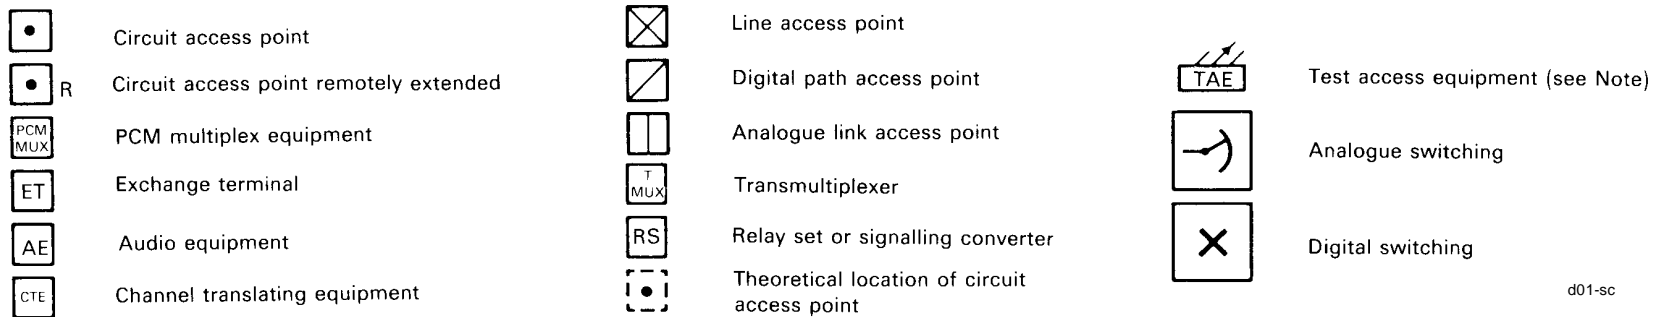 Circuit access point
R Circuit access point remotely extended
PCM
MUX
PCM multiplex equipment
ET Exchange terminal
AE Audio equipment
CTE Channel translating equipment
Line access point
Digital path access point
Analogue link access point
T
MUX
Transmultiplexer
RS Relay set or signalling converter
Theoretical location of circuit
access point
TAE Test access equipment (see Note)
Analogue switching
Digital switching
d01-sc